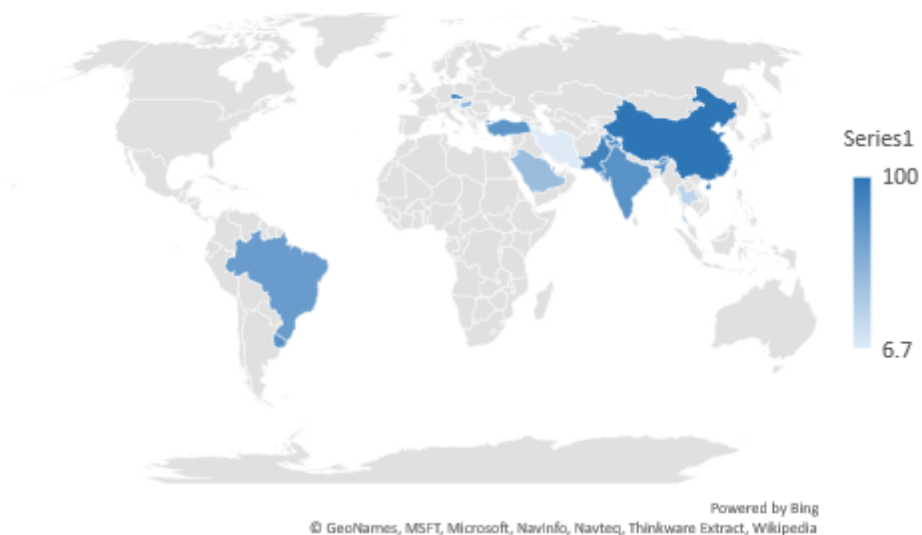 Series1
100
6.7
Powered by Bing
© GeoNames, MSFT, Microsoft, NavInfo, Navteq, Thinkware Extract, Wikipedia